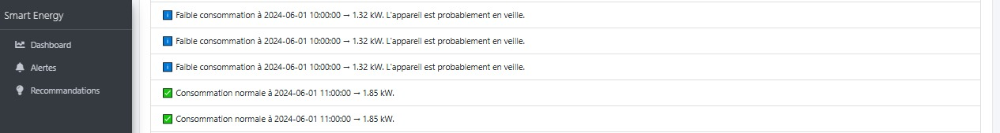 Smart Energy
Dashboard
Alertes
Recommandations
Faible consommation à 2024-06-01 10:00:00 → 1.32 kW. L'appareil est probablement en veille.
Faible consommation à 2024-06-01 10:00:00 → 1.32 kW. L'appareil est probablement en veille.
Faible consommation à 2024-06-01 10:00:00 → 1.32 kW. L'appareil est probablement en veille.
Consommation normale à 2024-06-01 11:00:00 → 1.85 kW.
Consommation normale à 2024-06-01 11:00:00 → 1.85 kW.